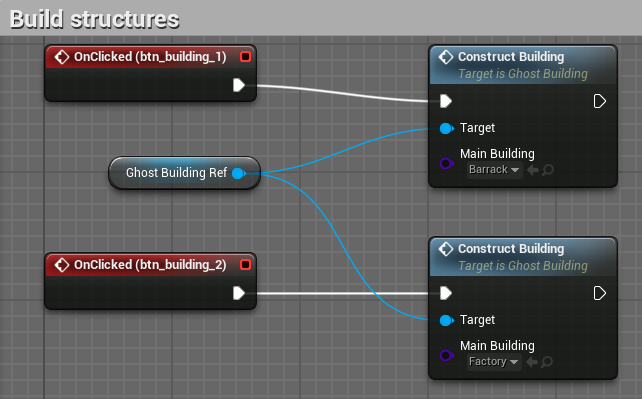 Build structures
OnClicked (btn_building_1)
Construct Building
Target is Ghost Building
Target
Main Building
Barrack
Ghost Building Ref
OnClicked (btn_building_2)
Construct Building
Target is Ghost Building
Target
Main Building
Factory